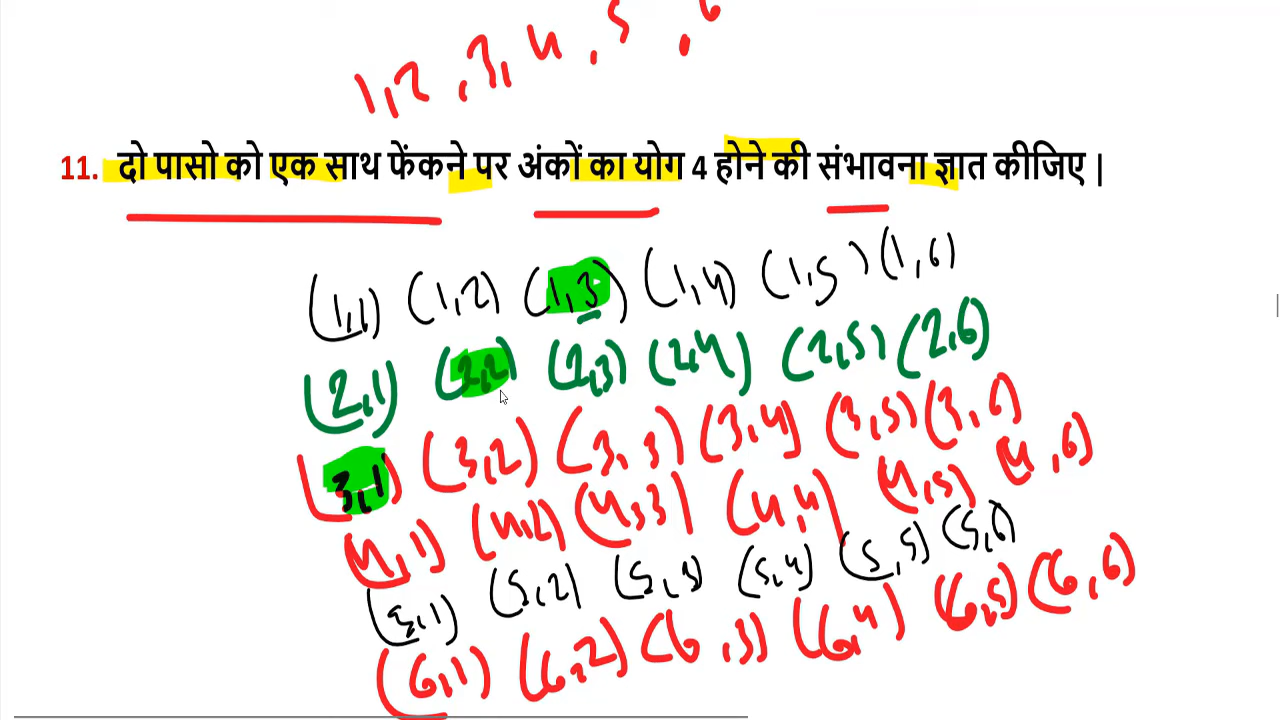 1,2,3,4,5,6
11. दो पासो को एक साथ फेंकने पर अंकों का योग 4 होने की संभावना ज्ञात कीजिए |
(1,1) (1,2) (1,3) (1,4) (1,5) (1,6)
(2,1) (2,2) (2,3) (2,4) (2,5) (2,6)
(3,1) (3,2) (3,3) (3,4) (3,5) (3,6)
(4,1) (4,2) (4,3) (4,4) (4,5) (4,6)
(5,1) (5,2) (5,3) (5,4) (5,5) (5,6)
(6,1) (6,2) (6,3) (6,4) (6,5) (6,6)